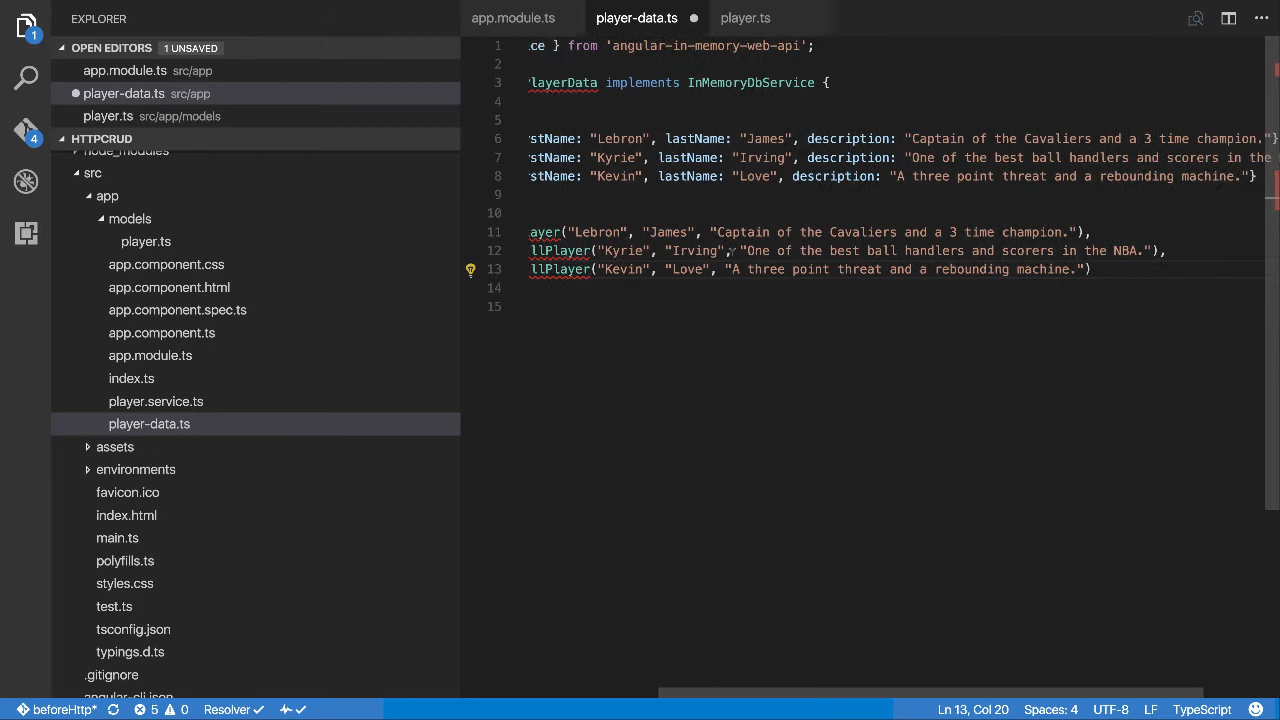 EXPLORER
app.module.ts player-data.ts player.ts
OPEN EDITORS 1 UNSAVED
app.module.ts src/app
player-data.ts src/app
player.ts src/app/models
HTTPCRUD
node_modules
src
app
models
player.ts
app.component.css
app.component.html
app.component.spec.ts
app.component.ts
app.module.ts
index.ts
player.service.ts
player-data.ts
assets
environments
favicon.ico
index.html
main.ts
polyfills.ts
styles.css
test.ts
tsconfig.json
typings.d.ts
.gitignore
angular-cli.json
1 ce } from 'angular-in-memory-web-api';
2
3 layerData implements InMemoryDbService {
4
5
6 rstName: "Lebron", lastName: "James", description: "Captain of the Cavaliers and a 3 time champion."}
7 rstName: "Kyrie", lastName: "Irving", description: "One of the best ball handlers and scorers in the
8 rstName: "Kevin", lastName: "Love", description: "A three point threat and a rebounding machine."}
9
10
11 ayer("Lebron", "James", "Captain of the Cavaliers and a 3 time champion."),
12 llPlayer("Kyrie", "Irving", "One of the best ball handlers and scorers in the NBA."),
13 llPlayer("Kevin", "Love", "A three point threat and a rebounding machine.")
14
15
1
4
beforeHttp* 5 0 Resolver Ln 13, Col 20 Spaces: 4 UTF-8 LF TypeScript